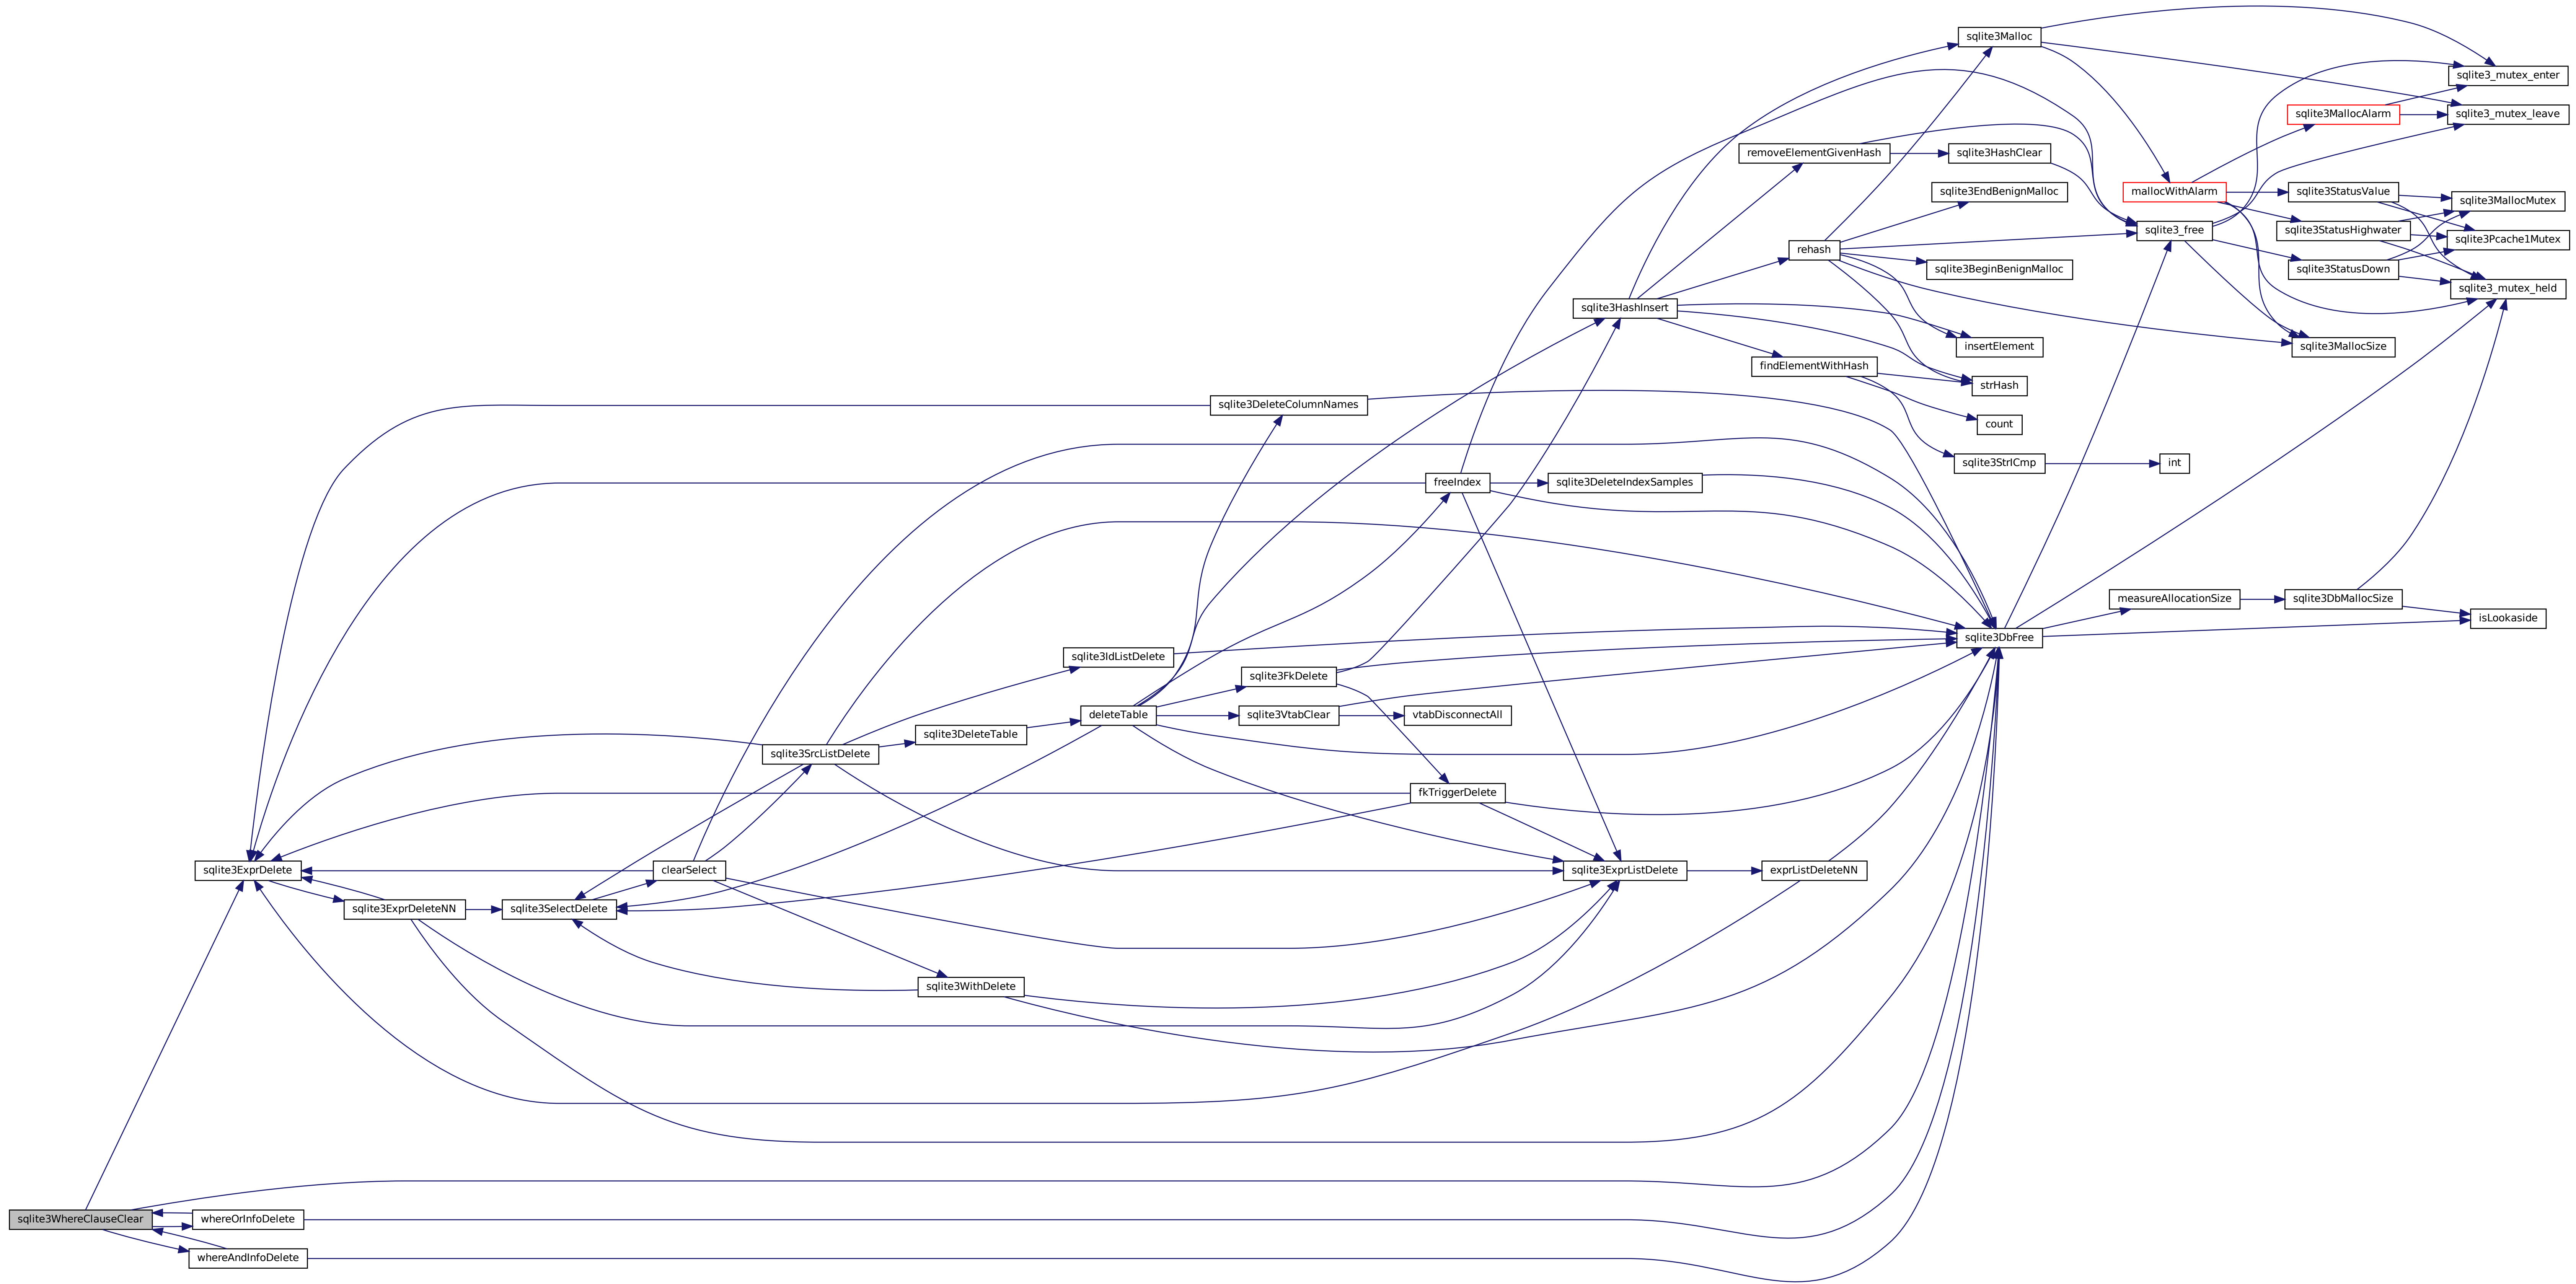 sqlite3Malloc
sqlite3_mutex_enter
sqlite3MallocAlarm
sqlite3_mutex_leave
removeElementGivenHash
sqlite3HashClear
sqlite3EndBenignMalloc
mallocWithAlarm
sqlite3StatusValue
sqlite3MallocMutex
sqlite3_free
sqlite3StatusHighwater
sqlite3Pcache1Mutex
rehash
sqlite3BeginBenignMalloc
sqlite3StatusDown
sqlite3_mutex_held
sqlite3HashInsert
insertElement
sqlite3MallocSize
findElementWithHash
strHash
sqlite3DeleteColumnNames
count
sqlite3StrICmp
int
freeIndex
sqlite3DeleteIndexSamples
measureAllocationSize
sqlite3DbMallocSize
isLookaside
sqlite3DbFree
sqlite3IdListDelete
sqlite3FkDelete
deleteTable
sqlite3VtabClear
vtabDisconnectAll
sqlite3DeleteTable
sqlite3SrcListDelete
fkTriggerDelete
sqlite3ExprDelete
clearSelect
sqlite3ExprListDelete
exprListDeleteNN
sqlite3ExprDeleteNN
sqlite3SelectDelete
sqlite3WithDelete
sqlite3WhereClauseClear
whereOrInfoDelete
whereAndInfoDelete